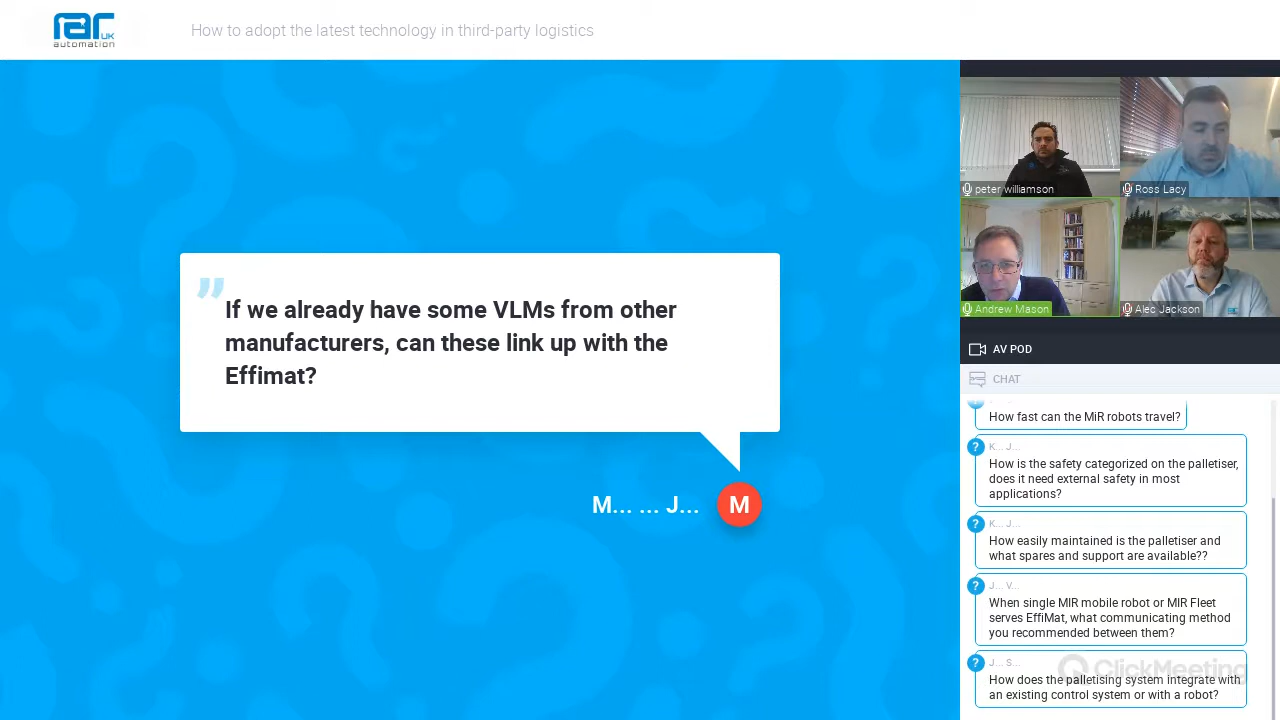 rar UK
automation
How to adopt the latest technology in third-party logistics
If we already have some VLMs from other
manufacturers, can these link up with the
Effimat?
M... ... J...
M
peter williamson
Ross Lacy
Andrew Mason
Alec Jackson
AV POD
CHAT
How fast can the MiR robots travel?
?
K... J...
How is the safety categorized on the palletiser,
does it need external safety in most
applications?
?
K... J...
How easily maintained is the palletiser and
what spares and support are available??
?
J... V...
When single MIR mobile robot or MIR Fleet
serves EffiMat, what communicating method
you recommended between them?
?
J... S...
ClickMeeting
How does the palletising system integrate with
an existing control system or with a robot?